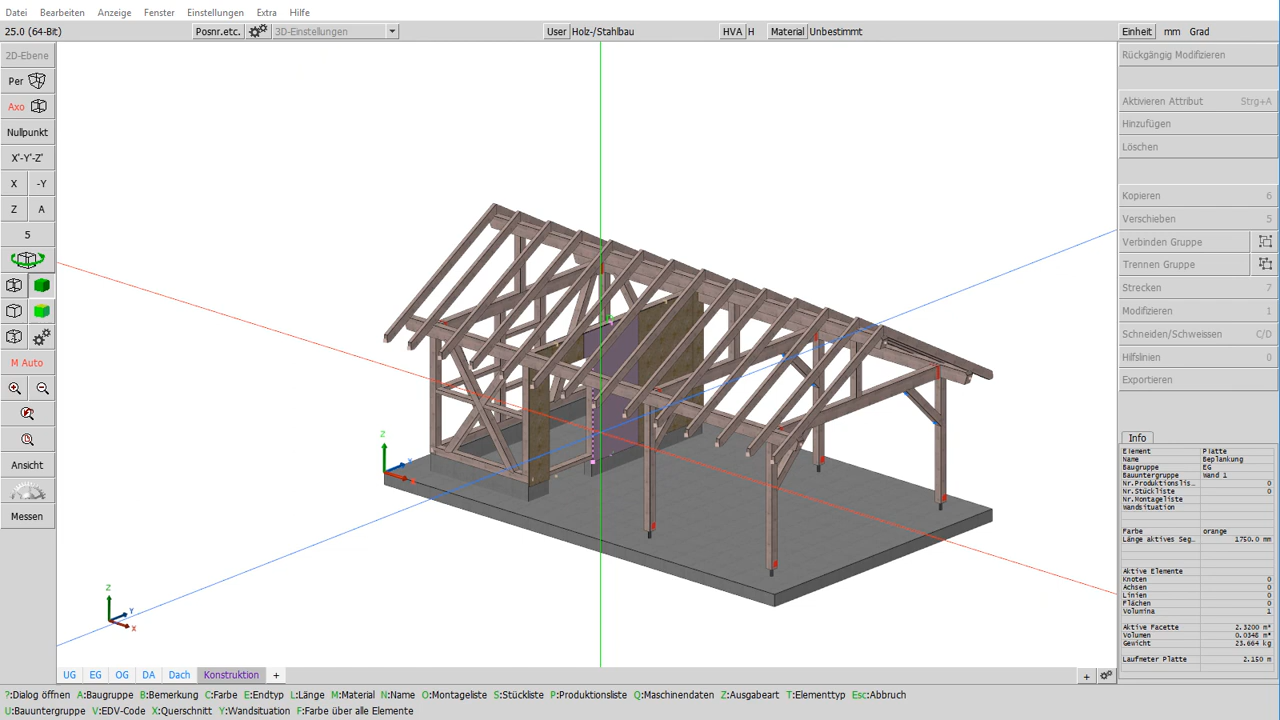 Datei Bearbeiten Anzeige Fenster Einstellungen Extra Hilfe
25.0 (64-Bit) Posnr.etc. 3D-Einstellungen User Holz-/Stahlbau HVA H Material Unbestimmt Einheit mm Grad
2D-Ebene
Per
Axo
Nullpunkt
X'-Y'-Z'
X -Y
Z A
5
M Auto
Ansicht
Messen
Rückgängig Modifizieren
Aktivieren Attribut Strg+A
Hinzufügen
Löschen
Kopieren 6
Verschieben 5
Verbinden Gruppe
Trennen Gruppe
Strecken 7
Modifizieren 1
Schneiden/Schweissen C/D
Hilfslinien 0
Exportieren
Info
Element Platte
Name Beplankung
Baugruppe EG
Bauuntergruppe Wand 1
Nr.Produktionslis.. 0
Nr.Stückliste 0
Nr.Montageliste
Wandsituation
Farbe orange
Länge aktives Seg.. 1750.0 mm
Aktive Elemente
Knoten 0
Achsen 0
Linien 0
Flächen 0
Volumina 1
Aktive Facette 2.3200 m²
Volumen 0.0348 m³
Gewicht 23.664 kg
Laufmeter Platte 2.150 m
Z
X
Z
Y
X
UG EG OG DA Dach Konstruktion +
+
?:Dialog öffnen A:Baugruppe B:Bemerkung C:Farbe E:Endtyp L:Länge M:Material N:Name O:Montageliste S:Stückliste P:Produktionsliste Q:Maschinendaten Z:Ausgabeart T:Elementtyp Esc:Abbruch
U:Bauuntergruppe V:EDV-Code X:Querschnitt Y:Wandsituation F:Farbe über alle Elemente